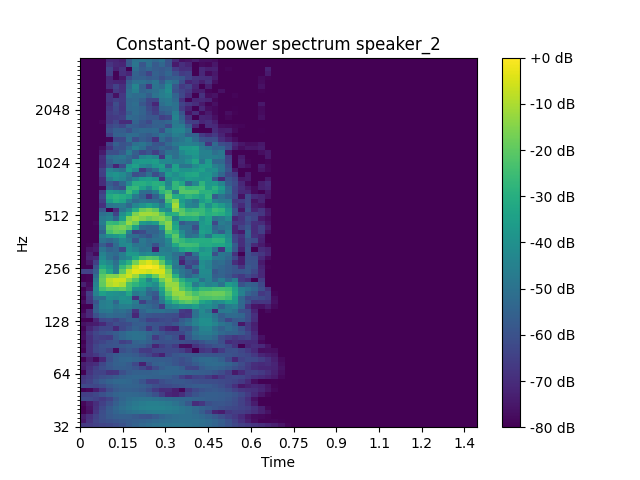 Constant-Q power spectrum speaker_2
Hz
2048
1024
512
256
128
64
32
0 0.15 0.3 0.45 0.6 0.75 0.9 1.1 1.2 1.4
Time
+0 dB
-10 dB
-20 dB
-30 dB
-40 dB
-50 dB
-60 dB
-70 dB
-80 dB